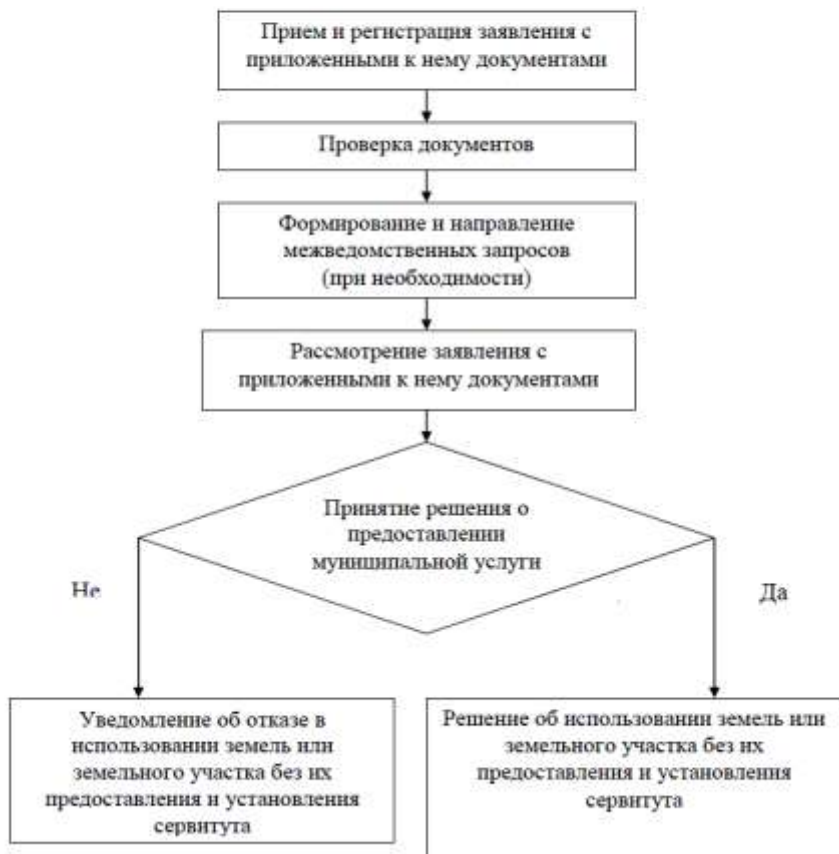 Прием и регистрация заявления с
приложенными к нему документами
Проверка документов
Формирование и направление
межведомственных запросов
(при необходимости)
Рассмотрение заявления с
приложенными к нему документами
Принятие решения о
предоставлении
муниципальной услуги
Не
Да
Уведомление об отказе в
использовании земель или
земельного участка без их
предоставления и установления
сервитута
Решение об использовании земель или
земельного участка без их
предоставления и установления
сервитута